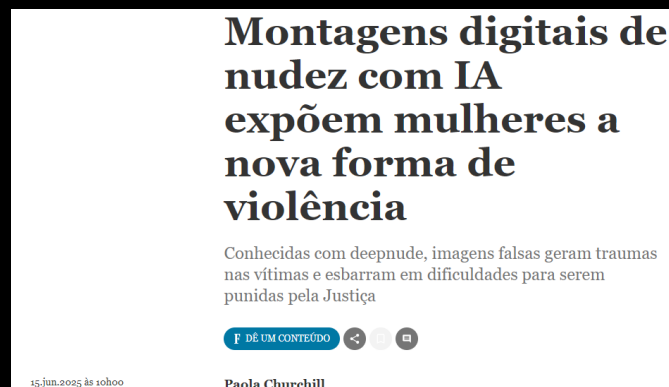 Montagens digitais de
nudez com IA
expõem mulheres a
nova forma de
violência
Conhecidas com deepnude, imagens falsas geram traumas
nas vítimas e esbarram em dificuldades para serem
punidas pela Justiça
F DÊ UM CONTEÚDO
15.jun.2025 às 10h00
Paola Churchill